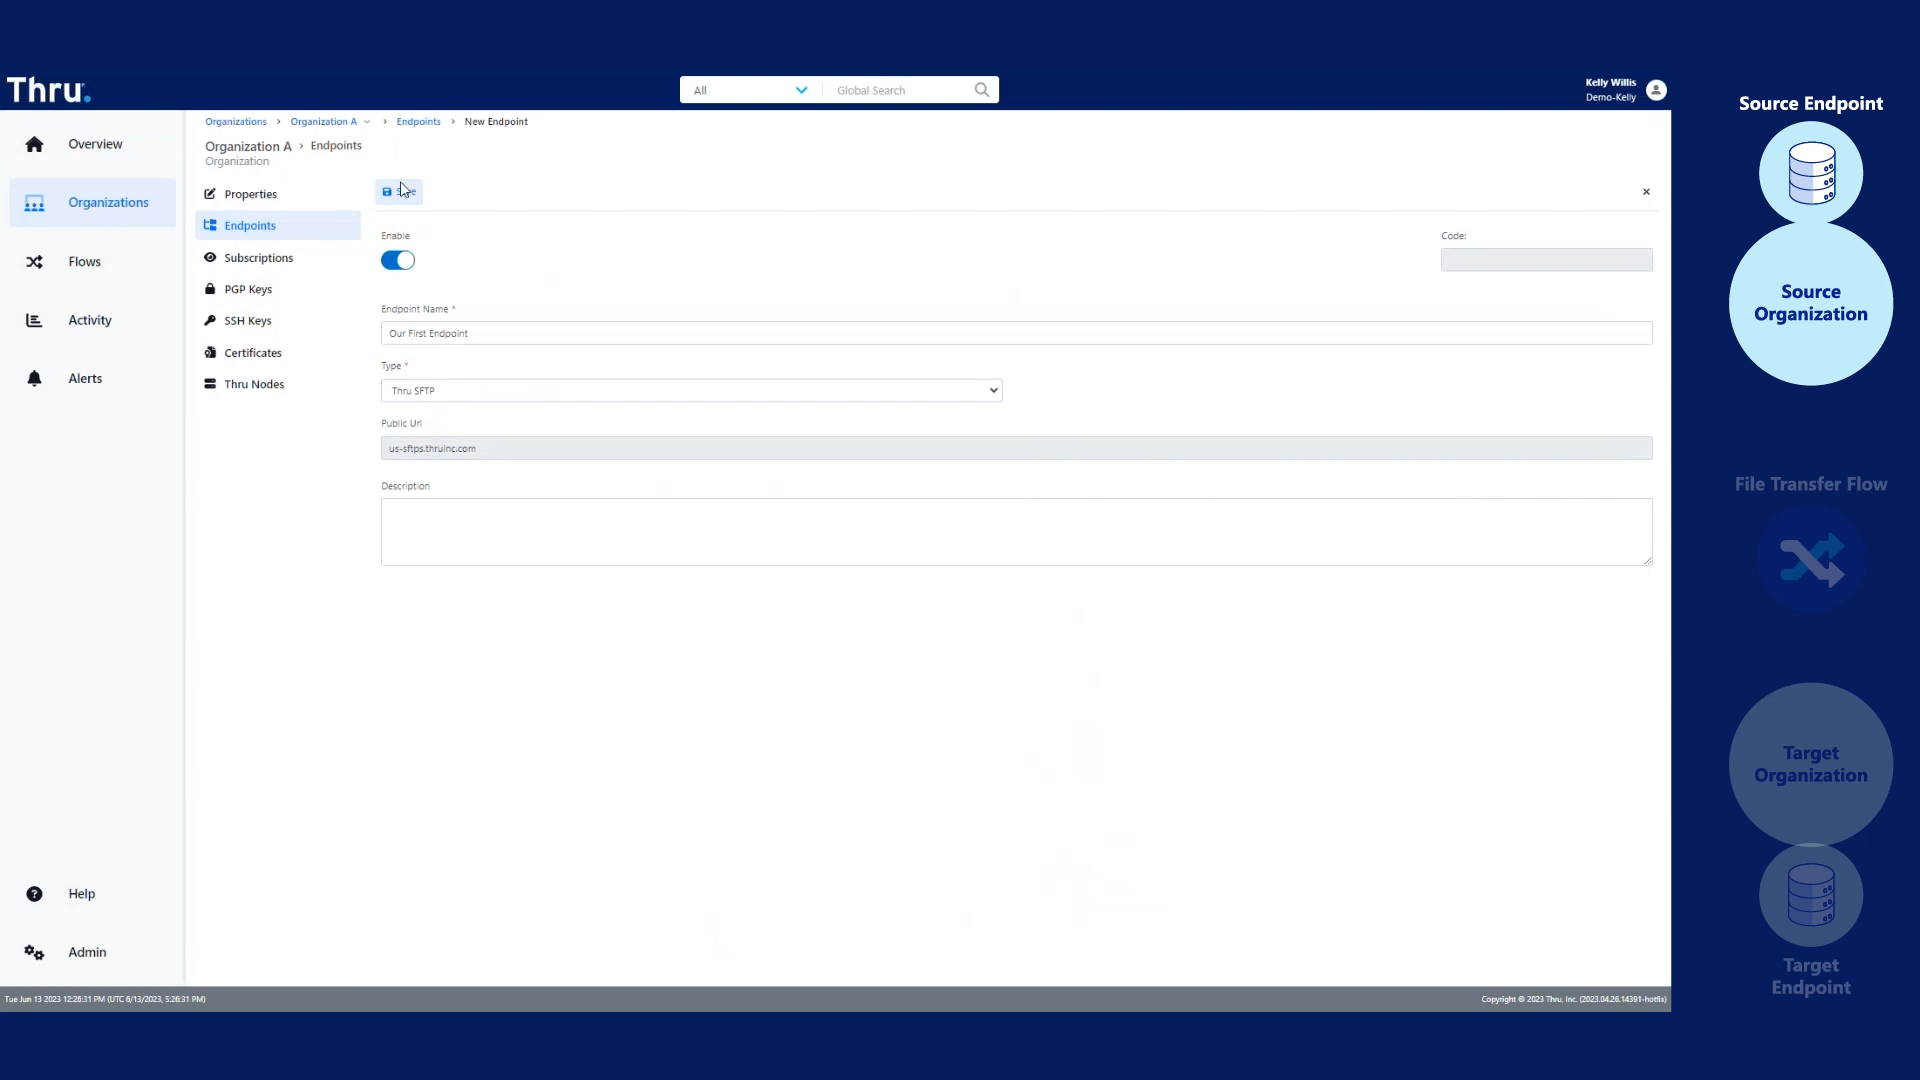 Thru.
All
Global Search
Kelly Willis
Demo-Kelly
Organizations > Organization A > Endpoints > New Endpoint
Organization A > Endpoints
Organization
Overview
Organizations
Flows
Activity
Alerts
Help
Admin
Properties
Endpoints
Subscriptions
PGP Keys
SSH Keys
Certificates
Thru Nodes
Enable
Code:
Endpoint Name *
Our First Endpoint
Type *
Thru SFTP
Public Url
us-sftps.thruinc.com
Description
Tue Jun 13 2023 12:26:31 PM (UTC 6/13/2023, 5:26:31 PM)
Copyright © 2023 Thru, Inc. (2023.04.26.14391-hotfix)
Source Endpoint
Source
Organization
File Transfer Flow
Target
Organization
Target
Endpoint